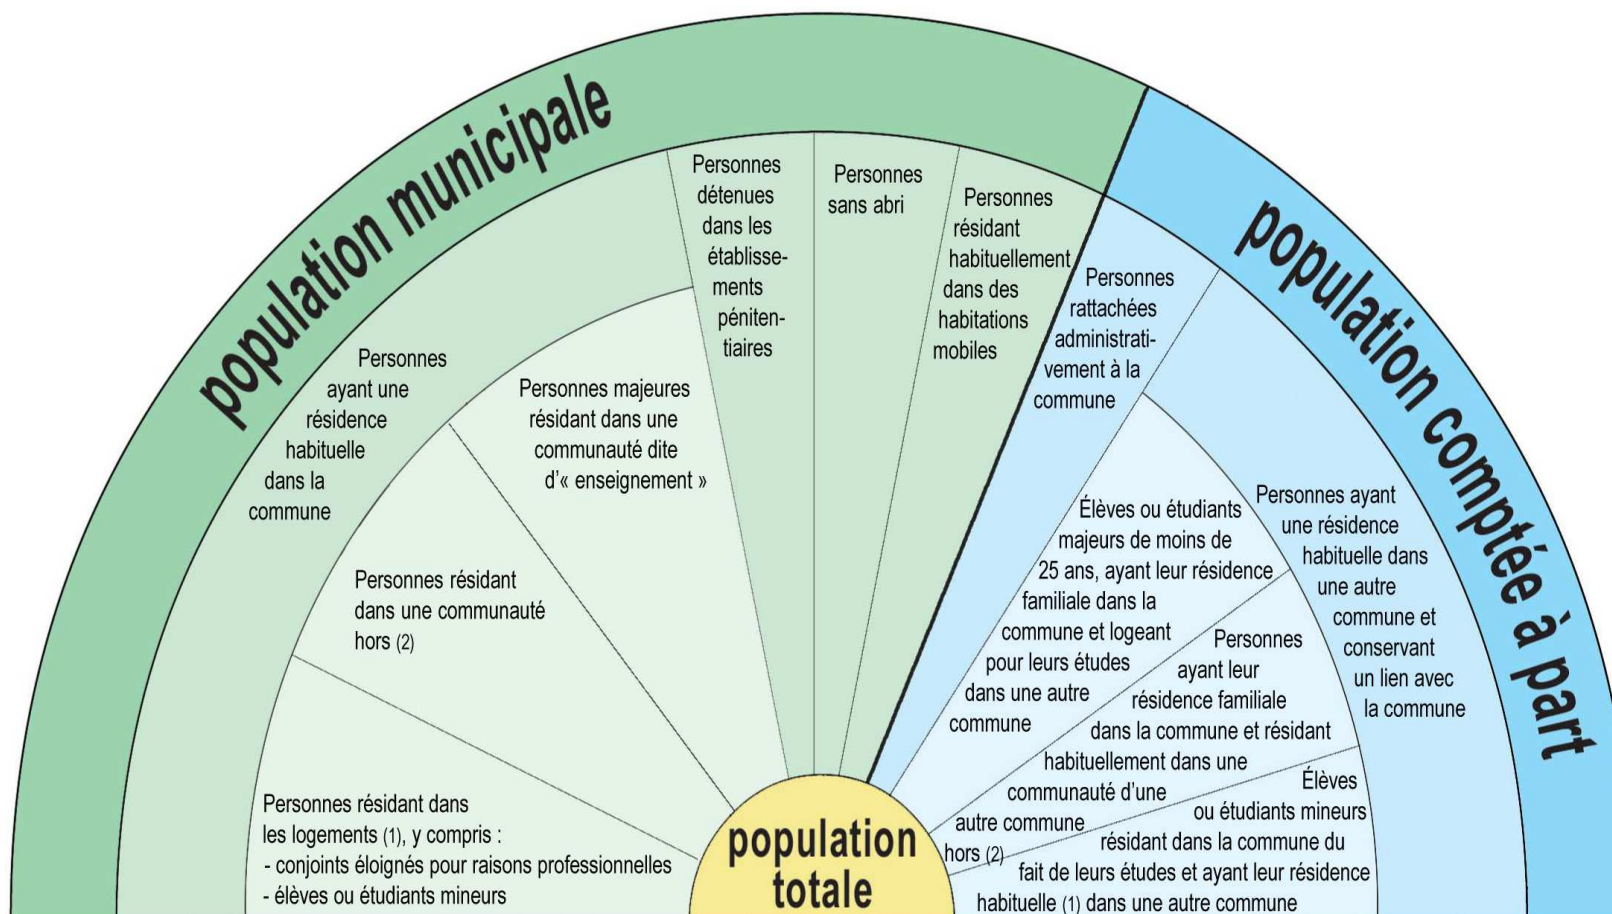 population municipale
Personnes
ayant une
résidence
habituelle
dans la
commune
Personnes résidant dans
les logements (1), y compris :
- conjoints éloignés pour raisons professionnelles
- élèves ou étudiants mineurs
Personnes résidant
dans une communauté
hors (2)
Personnes majeures
résidant dans une
communauté dite
d'« enseignement »
Personnes
détenues
dans les
établisse-
ments
péniten-
tiaires
Personnes
sans abri
Personnes
résidant
habituellement
dans des
habitations
mobiles
population comptée à part
Personnes
rattachées
administrati-
vement à la
commune
Personnes ayant
une résidence
habituelle dans
une autre
commune et
conservant
un lien avec
la commune
Élèves ou étudiants
majeurs de moins de
25 ans, ayant leur résidence
familiale dans la
commune et logeant
pour leurs études
dans une autre
commune
Personnes
ayant leur
résidence familiale
dans la commune et résidant
habituellement dans une
communauté d'une
autre commune
hors (2)
Élèves
ou étudiants mineurs
résidant dans la commune du
fait de leurs études et ayant leur résidence
habituelle (1) dans une autre commune
population
totale